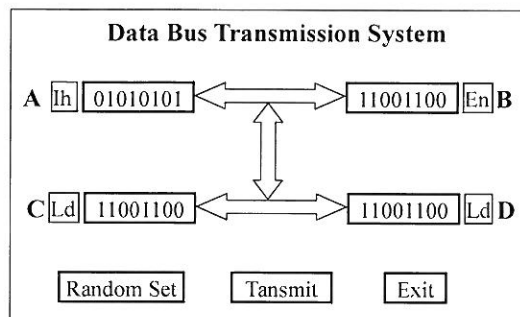 Data Bus Transmission System
A Ih 01010101 11001100 En B
C Ld 11001100 11001100 Ld D
Random Set Tansmit Exit